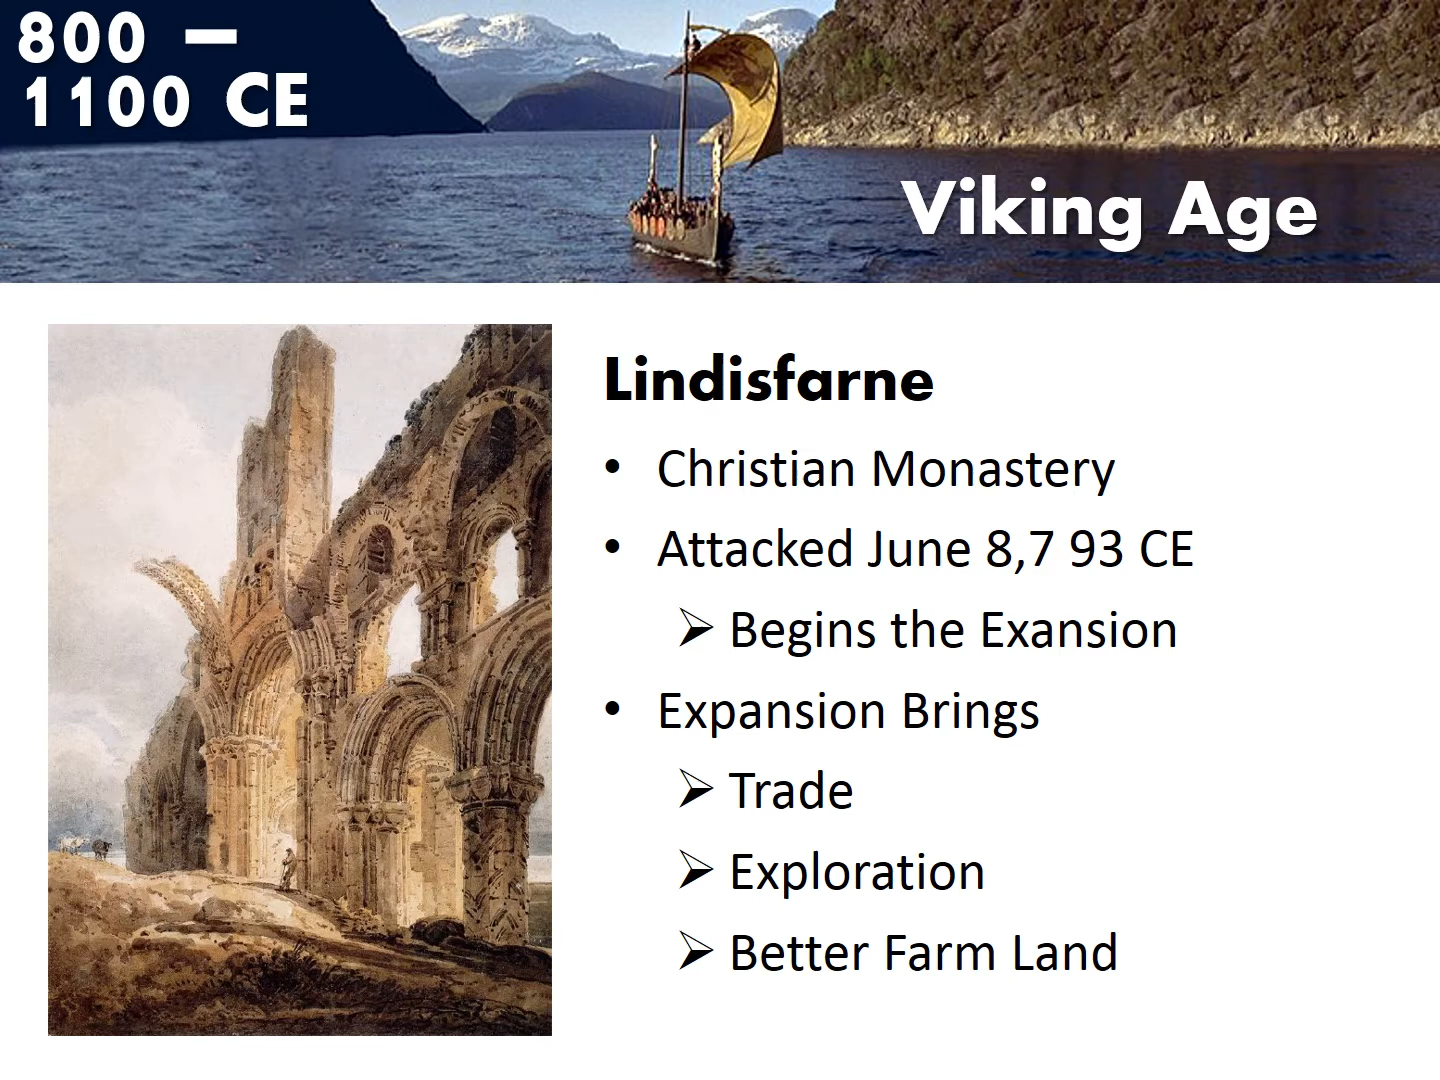 800 –
1100 CE
Viking Age
Lindisfarne
• Christian Monastery
• Attacked June 8,7 93 CE
➢ Begins the Exansion
• Expansion Brings
➢ Trade
➢ Exploration
➢ Better Farm Land